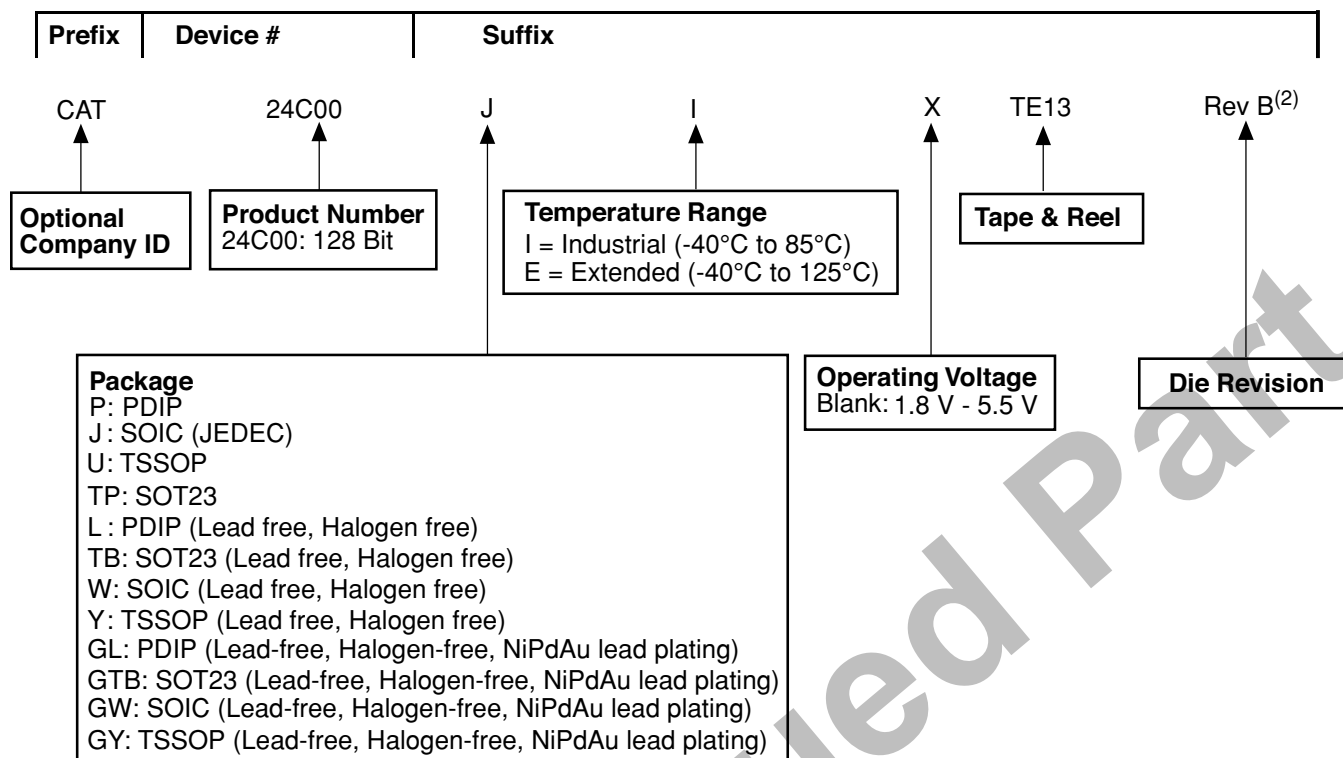 Prefix Device # Suffix
CAT 24C00 J I X TE13 Rev B(2)
Optional
Company ID
Product Number
24C00: 128 Bit
Temperature Range
I = Industrial (-40°C to 85°C)
E = Extended (-40°C to 125°C)
Tape & Reel
Package
P: PDIP
J : SOIC (JEDEC)
U: TSSOP
TP: SOT23
L : PDIP (Lead free, Halogen free)
TB: SOT23 (Lead free, Halogen free)
W: SOIC (Lead free, Halogen free)
Y: TSSOP (Lead free, Halogen free)
GL: PDIP (Lead-free, Halogen-free, NiPdAu lead plating)
GTB: SOT23 (Lead-free, Halogen-free, NiPdAu lead plating)
GW: SOIC (Lead-free, Halogen-free, NiPdAu lead plating)
GY: TSSOP (Lead-free, Halogen-free, NiPdAu lead plating)
Operating Voltage
Blank: 1.8 V - 5.5 V
Die Revision
Part